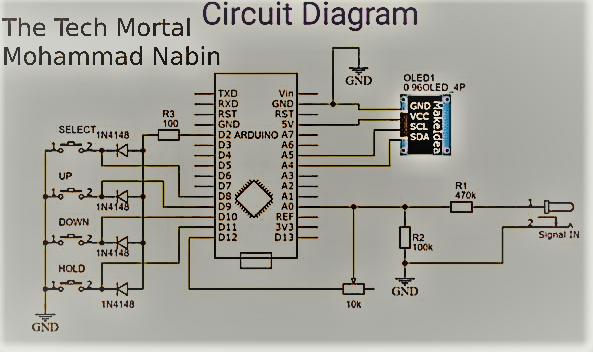 Circuit Diagram
The Tech Mortal
Mohammad Nabin
GND
OLED1
0.96OLED_4P
GND
VCC
SCL
SDA
MakeIdea
TXD
RXD
RST
GND
D2
D3
D4
D5
D6
D7
D8
D9
D10
D11
D12
ARDUINO
Vin
GND
RST
5V
A7
A6
A5
A4
A3
A2
A1
A0
REF
3V3
D13
R3
100
SELECT
1N4148
1 2
UP
1N4148
1 2
DOWN
1N4148
1 2
HOLD
1N4148
1 2
GND
R1
470k
R2
100k
GND
10k
1
2
Signal IN